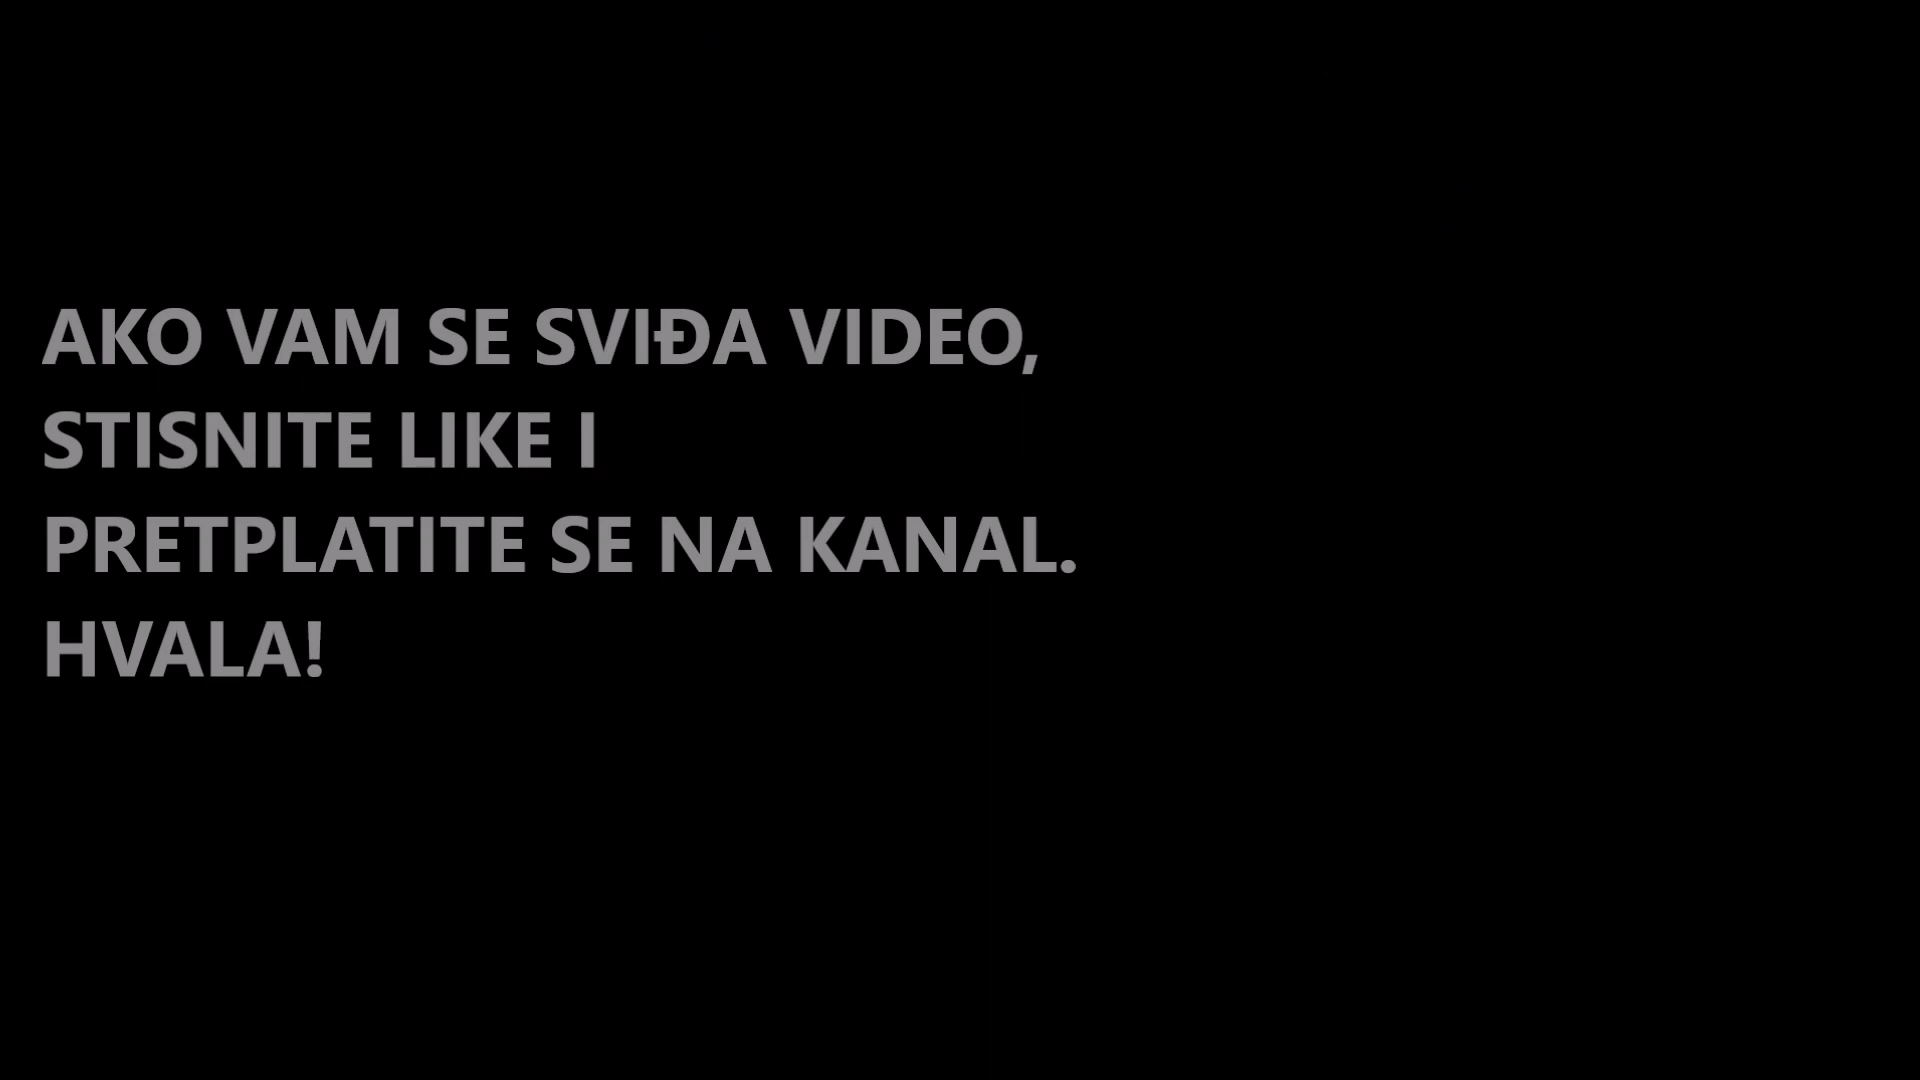 AKO VAM SE SVIĐA VIDEO,
STISNITE LIKE I
PRETPLATITE SE NA KANAL.
HVALA!